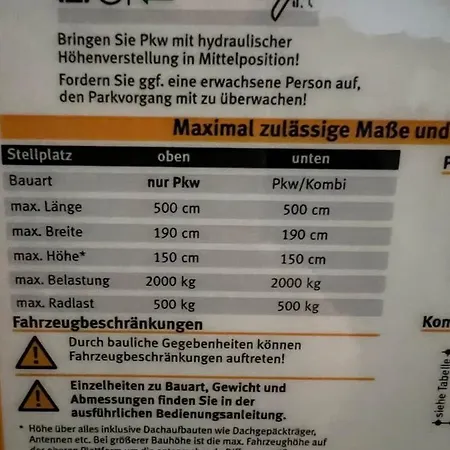 Bringen Sie Pkw mit hydraulischer
Höhenverstellung in Mittelposition!
Fordern Sie ggf. eine erwachsene Person auf,
den Parkvorgang mit zu überwachen!
Maximal zulässige Maße und
Stellplatz oben unten
Bauart nur Pkw Pkw/Kombi
max. Länge 500 cm 500 cm
max. Breite 190 cm 190 cm
max. Höhe* 150 cm 150 cm
max. Belastung 2000 kg 2000 kg
max. Radlast 500 kg 500 kg
Fahrzeugbeschränkungen
Durch bauliche Gegebenheiten können
Fahrzeugbeschränkungen auftreten!
Einzelheiten zu Bauart, Gewicht und
Abmessungen finden Sie in der
ausführlichen Bedienungsanleitung.
* Höhe über alles inklusive Dachaufbauten wie Dachgepäckträger,
Antennen etc. Bei größerer Bauhöhe ist die max. Fahrzeughöhe auf
siehe Tabelle